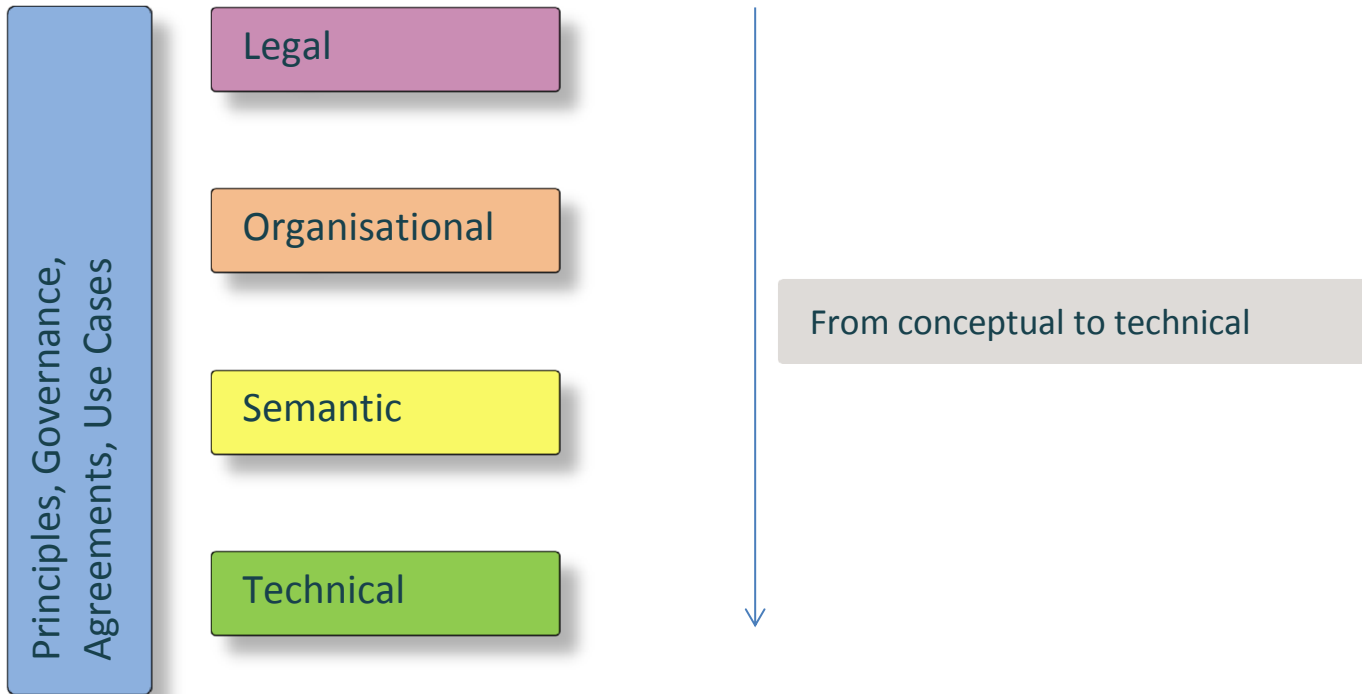 Principles, Governance,
Agreements, Use Cases
Legal
Organisational
Semantic
Technical
From conceptual to technical